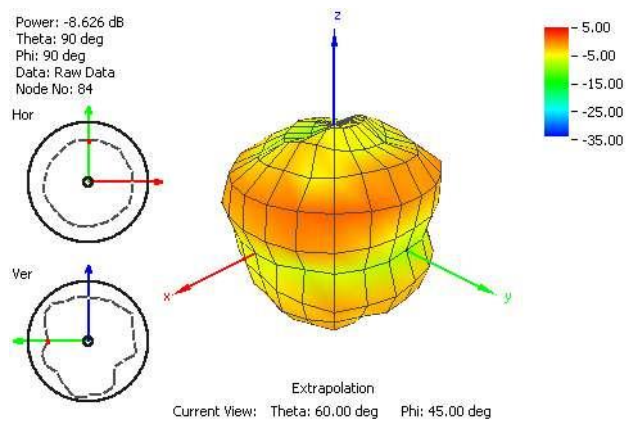 Power: -8.626 dB
Theta: 90 deg
Phi: 90 deg
Data: Raw Data
Node No: 84
Hor
Ver
z
x
y
5.00
-5.00
-15.00
-25.00
-35.00
Extrapolation
Current View: Theta: 60.00 deg Phi: 45.00 deg